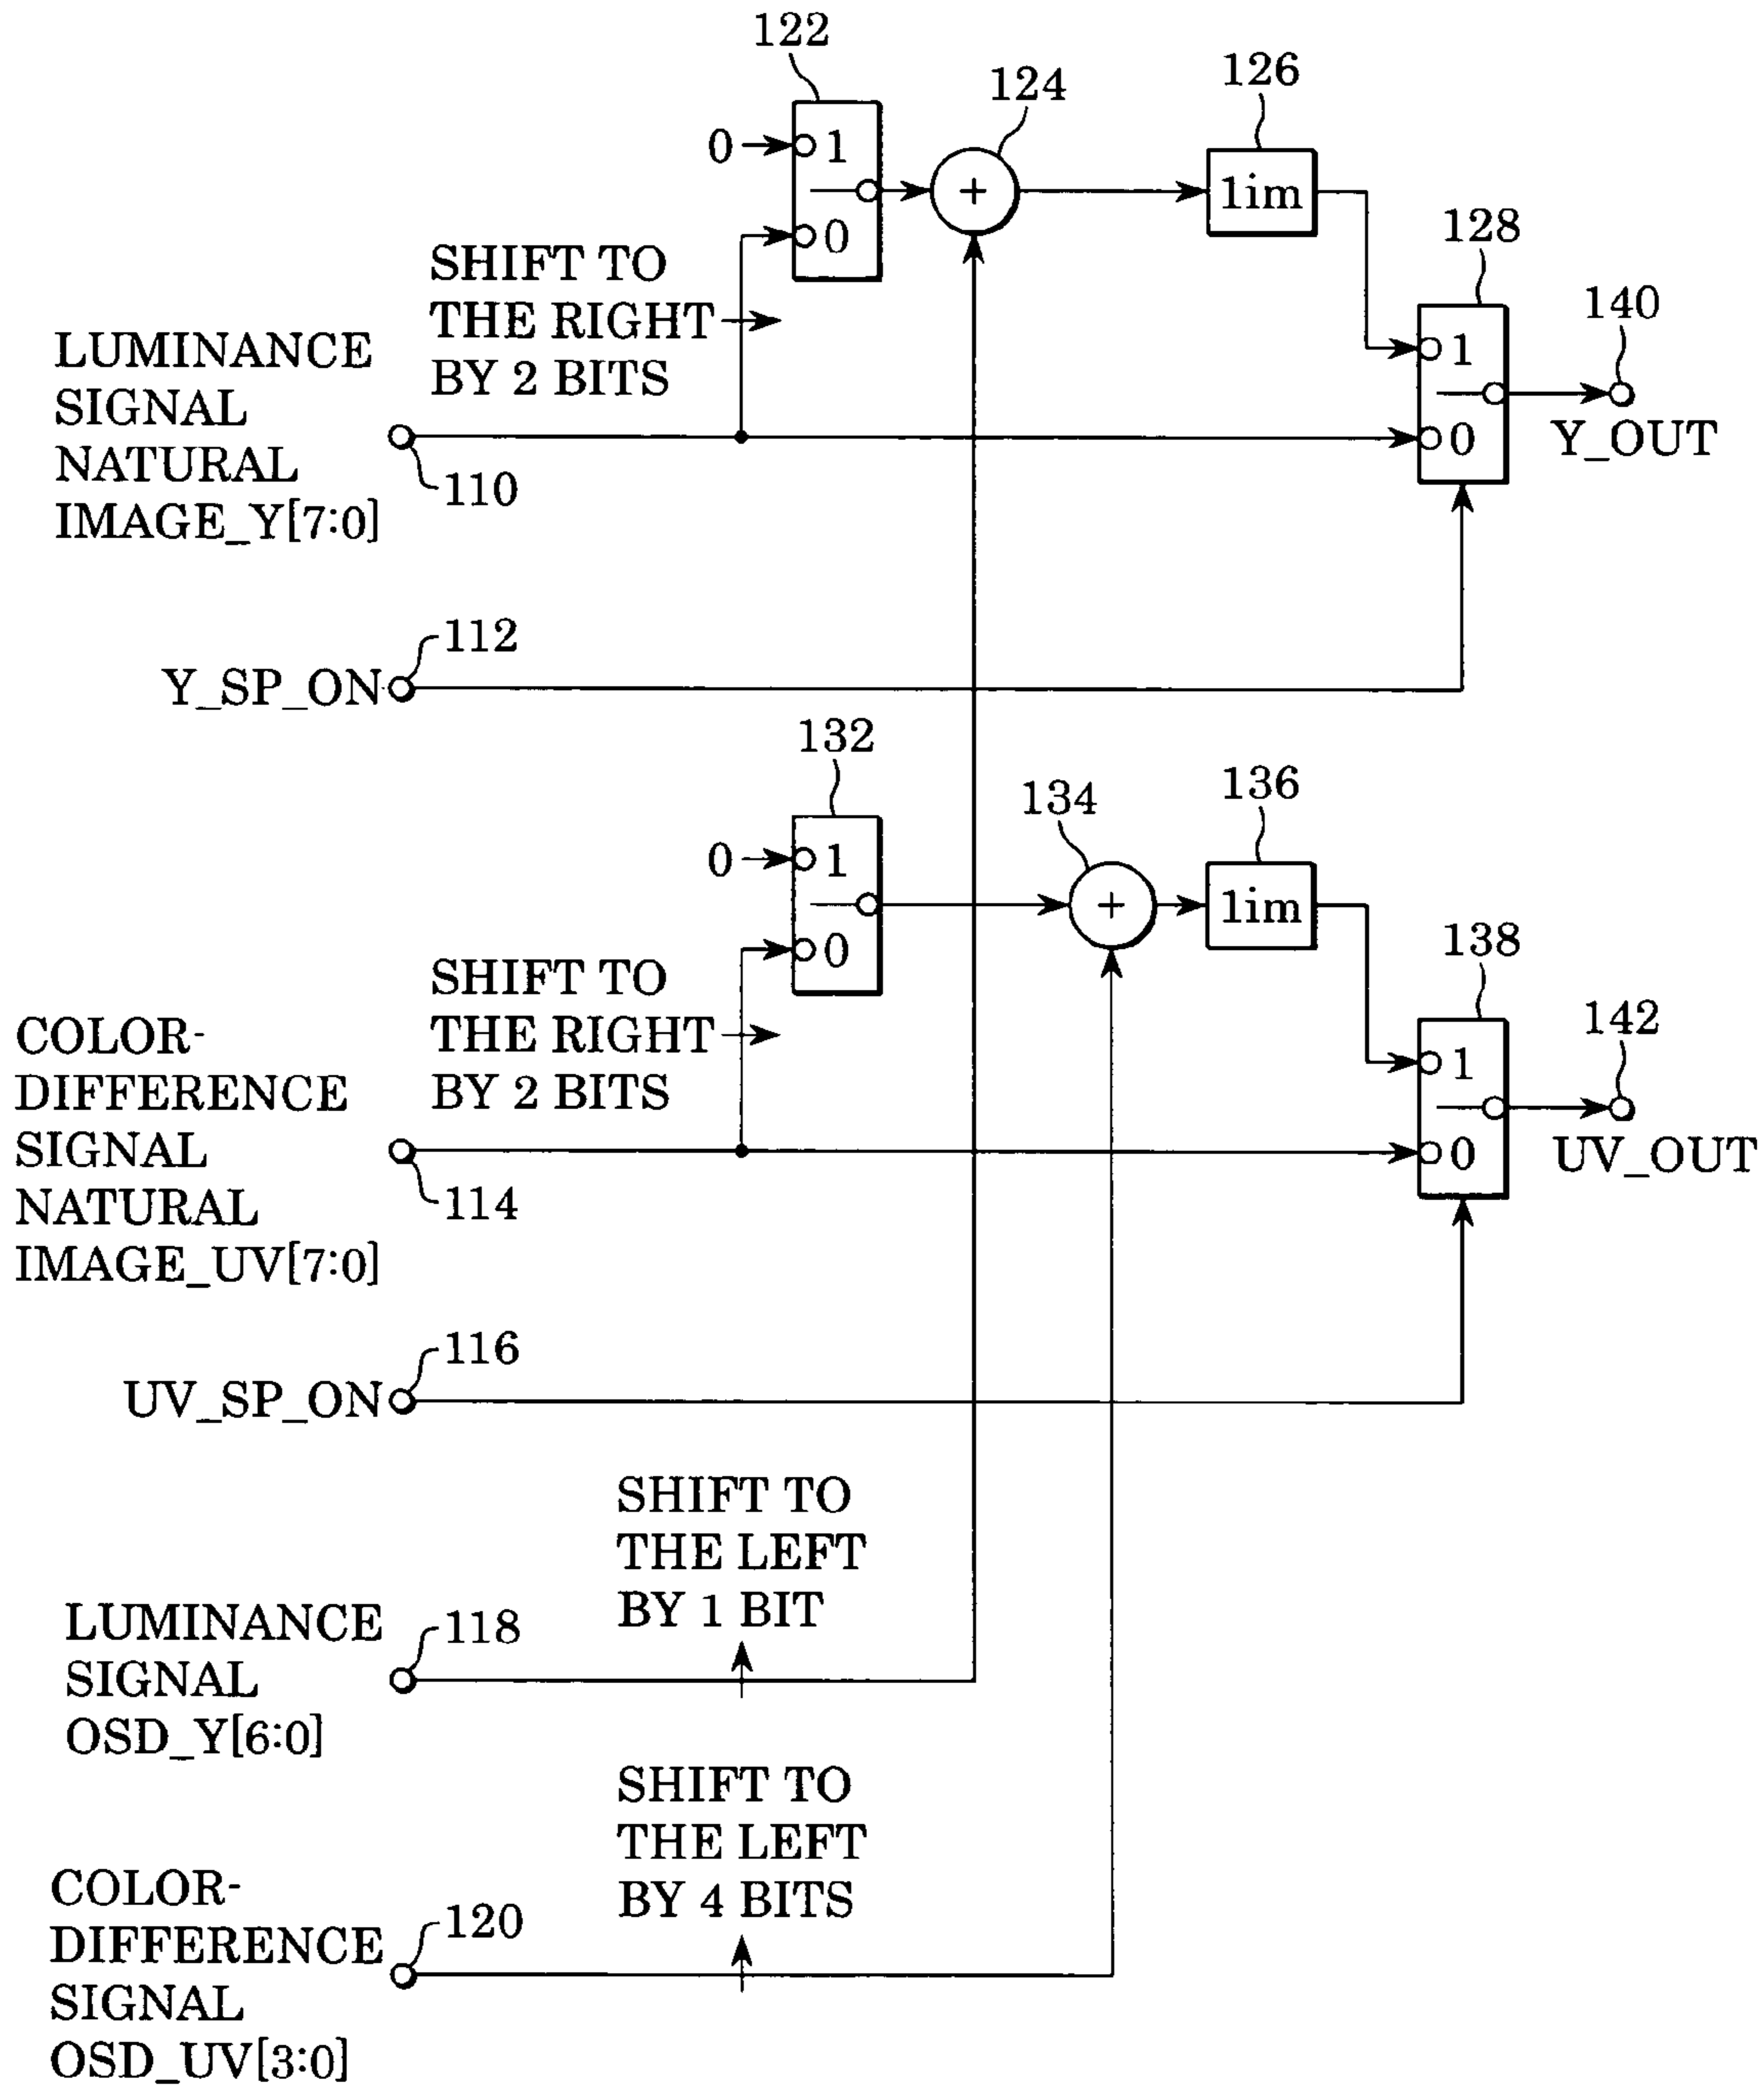 122
124
126
0
1
+
lim
0
128
SHIFT TO
THE RIGHT
BY 2 BITS
140
LUMINANCE
SIGNAL
NATURAL
IMAGE_Y[7:0]
1
0
Y_OUT
110
112
Y_SP_ON
132
134
136
0
1
+
lim
0
138
SHIFT TO
THE RIGHT
BY 2 BITS
142
COLOR-
DIFFERENCE
SIGNAL
NATURAL
IMAGE_UV[7:0]
1
0
UV_OUT
114
116
UV_SP_ON
SHIFT TO
THE LEFT
BY 1 BIT
LUMINANCE
SIGNAL
OSD_Y[6:0]
118
SHIFT TO
THE LEFT
BY 4 BITS
COLOR-
DIFFERENCE
SIGNAL
OSD_UV[3:0]
120